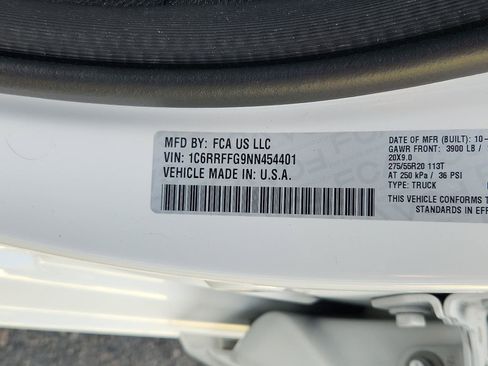 MFD BY: FCA US LLC
VIN: 1C6RRFFG9NN454401
VEHICLE MADE IN: U.S.A.
DATE OF MFR (BUILT): 10-
GAWR FRONT: 3900 LB /
20X9.0
275/55R20 113T
AT 250 kPa / 36 PSI
TYPE: TRUCK
THIS VEHICLE CONFORMS TO
STANDARDS IN EFF